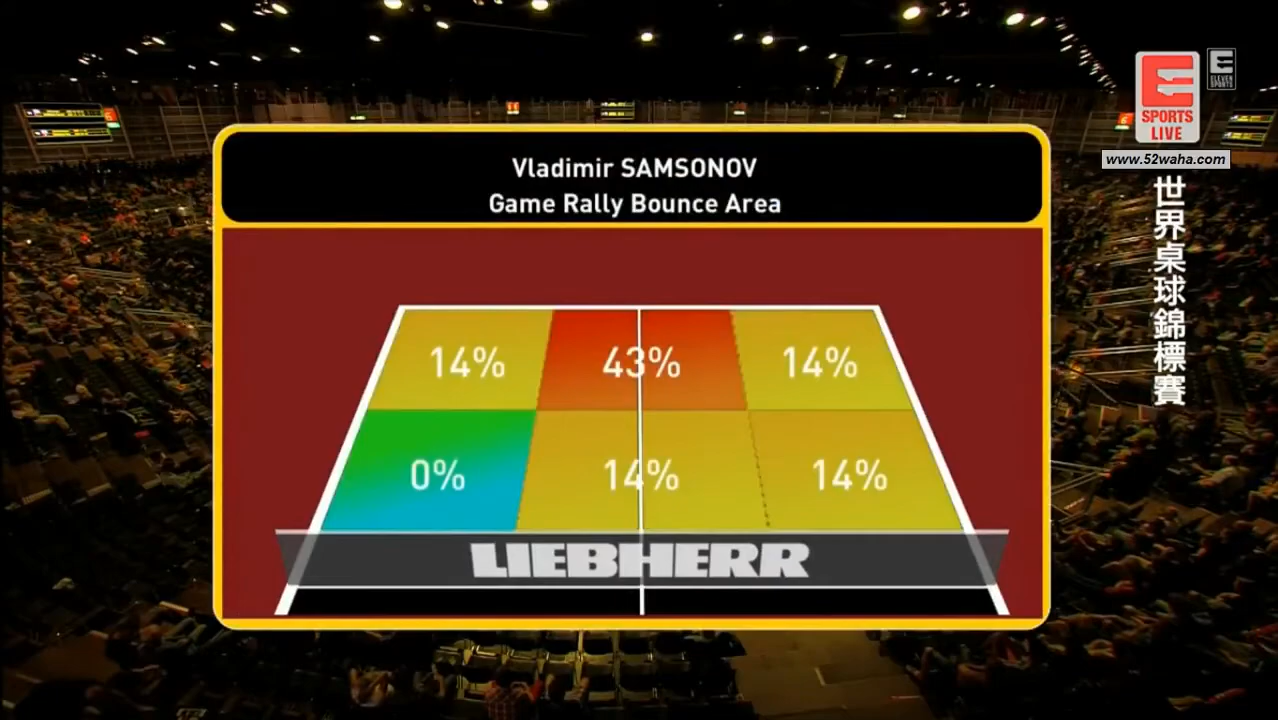 Vladimir SAMSONOV
Game Rally Bounce Area
14% 43% 14%
0% 14% 14%
LIEBHERR
E
SPORTS
LIVE
E
ELEVEN
SPORTS
www.52waha.com
世界桌球錦標賽